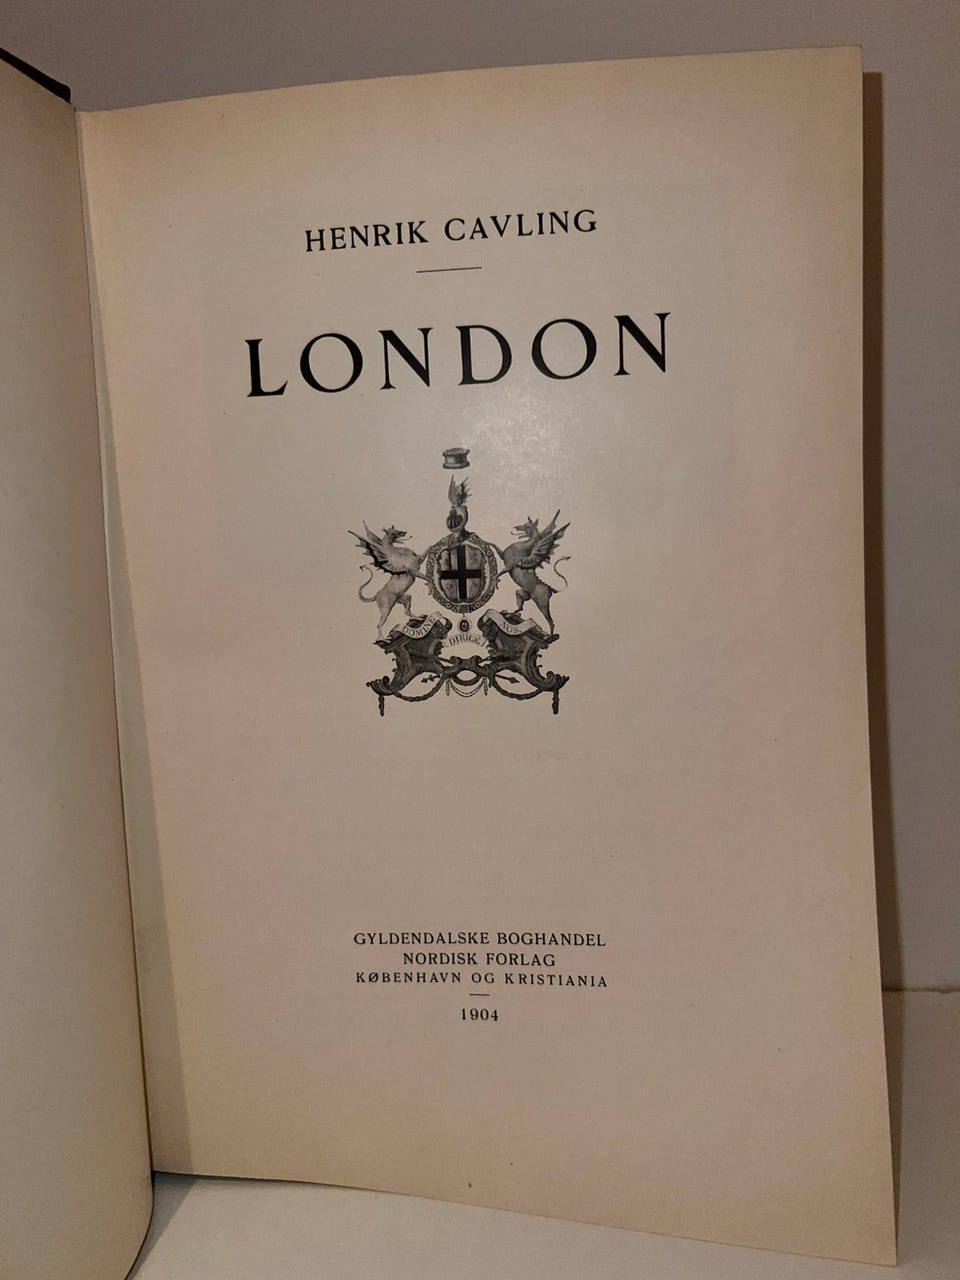 HENRIK CAVLING
LONDON
DOMINE
DIRIGE
NOS.
GYLDENDALSKE BOGHANDEL
NORDISK FORLAG
KØBENHAVN OG KRISTIANIA
1904